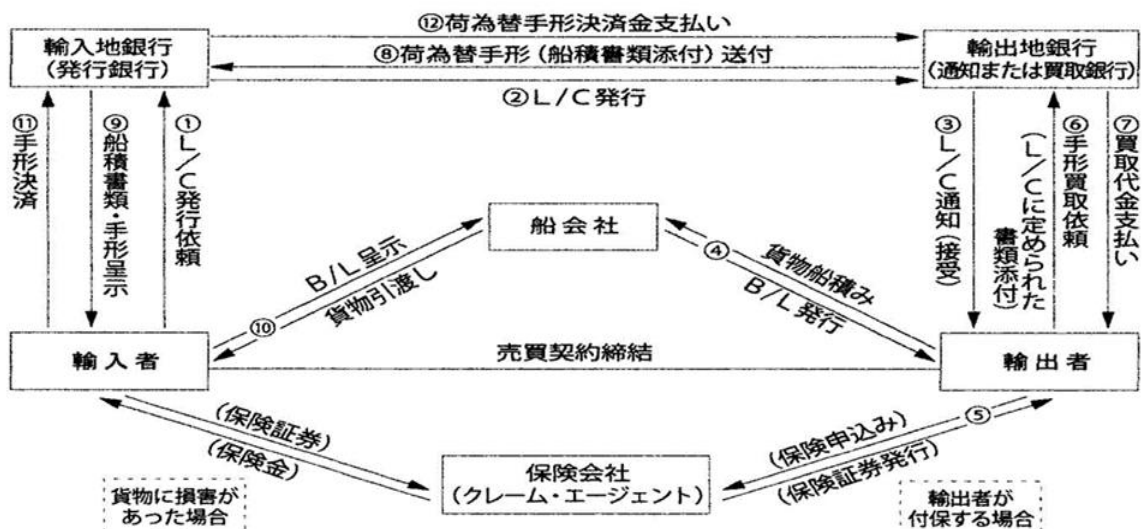 ⑫荷為替手形決済金支払い
輸入地銀行
(発行銀行)
⑧荷為替手形(船積書類添付)送付
輸出地銀行
(通知または買取銀行)
②L/C発行
⑪手形決済
⑨船積書類・手形呈示
①L/C発行依頼
③L/C通知(接受)
⑥手形買取依頼
(L/Cに定められた
書類添付)
⑦買取代金支払い
船会社
B/L呈示
貨物引渡し
⑩
④
貨物船積み
B/L発行
輸入者
売買契約締結
輸出者
(保険証券)
(保険金)
保険会社
(クレーム・エージェント)
(保険申込み)
⑤
(保険証券発行)
貨物に損害が
あった場合
輸出者が
付保する場合